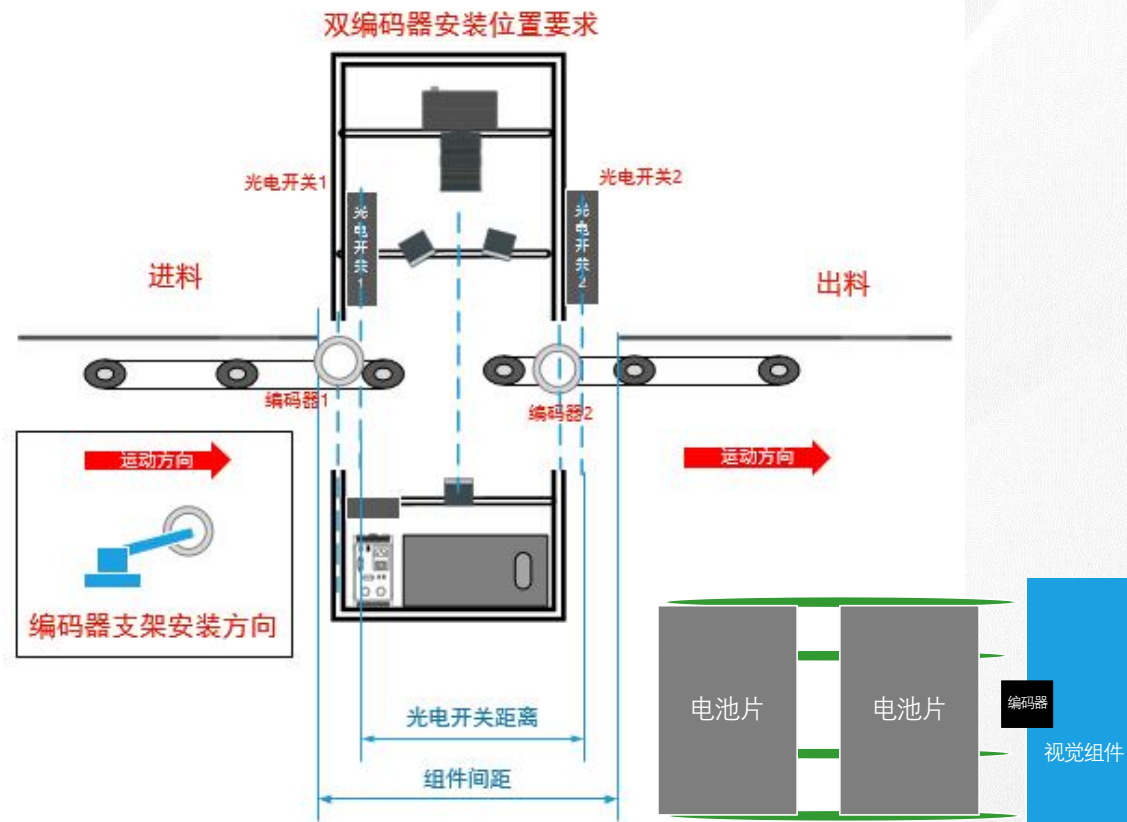 双编码器安装位置要求
光电开关1
光电开关2
光电开关1
光电开关2
进料
出料
编码器1
编码器2
运动方向
运动方向
编码器支架安装方向
光电开关距离
组件间距
电池片
电池片
编码器
视觉组件